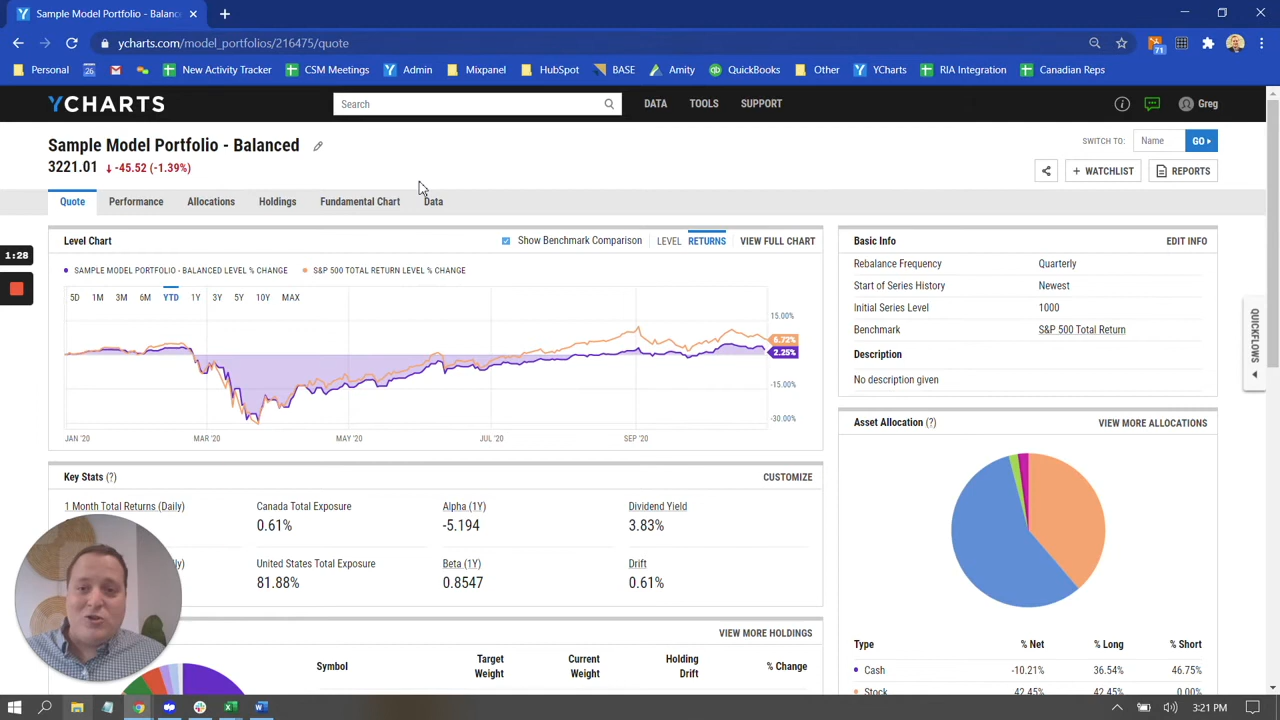 Sample Model Portfolio - Balanc
ycharts.com/model_portfolios/216475/quote
71
Personal 26 New Activity Tracker CSM Meetings Admin Mixpanel HubSpot BASE Amity QuickBooks Other YCharts RIA Integration Canadian Reps
YCHARTS Search DATA TOOLS SUPPORT Greg
Sample Model Portfolio - Balanced
SWITCH TO: Name GO
3221.01 -45.52 (-1.39%)
+ WATCHLIST REPORTS
Quote Performance Allocations Holdings Fundamental Chart Data
Level Chart Show Benchmark Comparison LEVEL RETURNS VIEW FULL CHART
SAMPLE MODEL PORTFOLIO - BALANCED LEVEL % CHANGE S&P 500 TOTAL RETURN LEVEL % CHANGE
5D 1M 3M 6M YTD 1Y 3Y 5Y 10Y MAX
15.00%
6.72%
2.25%
-15.00%
-30.00%
JAN '20 MAR '20 MAY '20 JUL '20 SEP '20
Basic Info EDIT INFO
Rebalance Frequency Quarterly
Start of Series History Newest
Initial Series Level 1000
Benchmark S&P 500 Total Return
Description
No description given
QUICKFLOWS
1:28
Key Stats (?) CUSTOMIZE
1 Month Total Returns (Daily) Canada Total Exposure Alpha (1Y) Dividend Yield
0.61% -5.194 3.83%
United States Total Exposure Beta (1Y) Drift
81.88% 0.8547 0.61%
VIEW MORE HOLDINGS
Symbol Target Weight Current Weight Holding Drift % Change
Asset Allocation (?) VIEW MORE ALLOCATIONS
Type % Net % Long % Short
Cash -10.21% 36.54% 46.75%
Stock 42.45% 42.45% 0.00%
3:21 PM